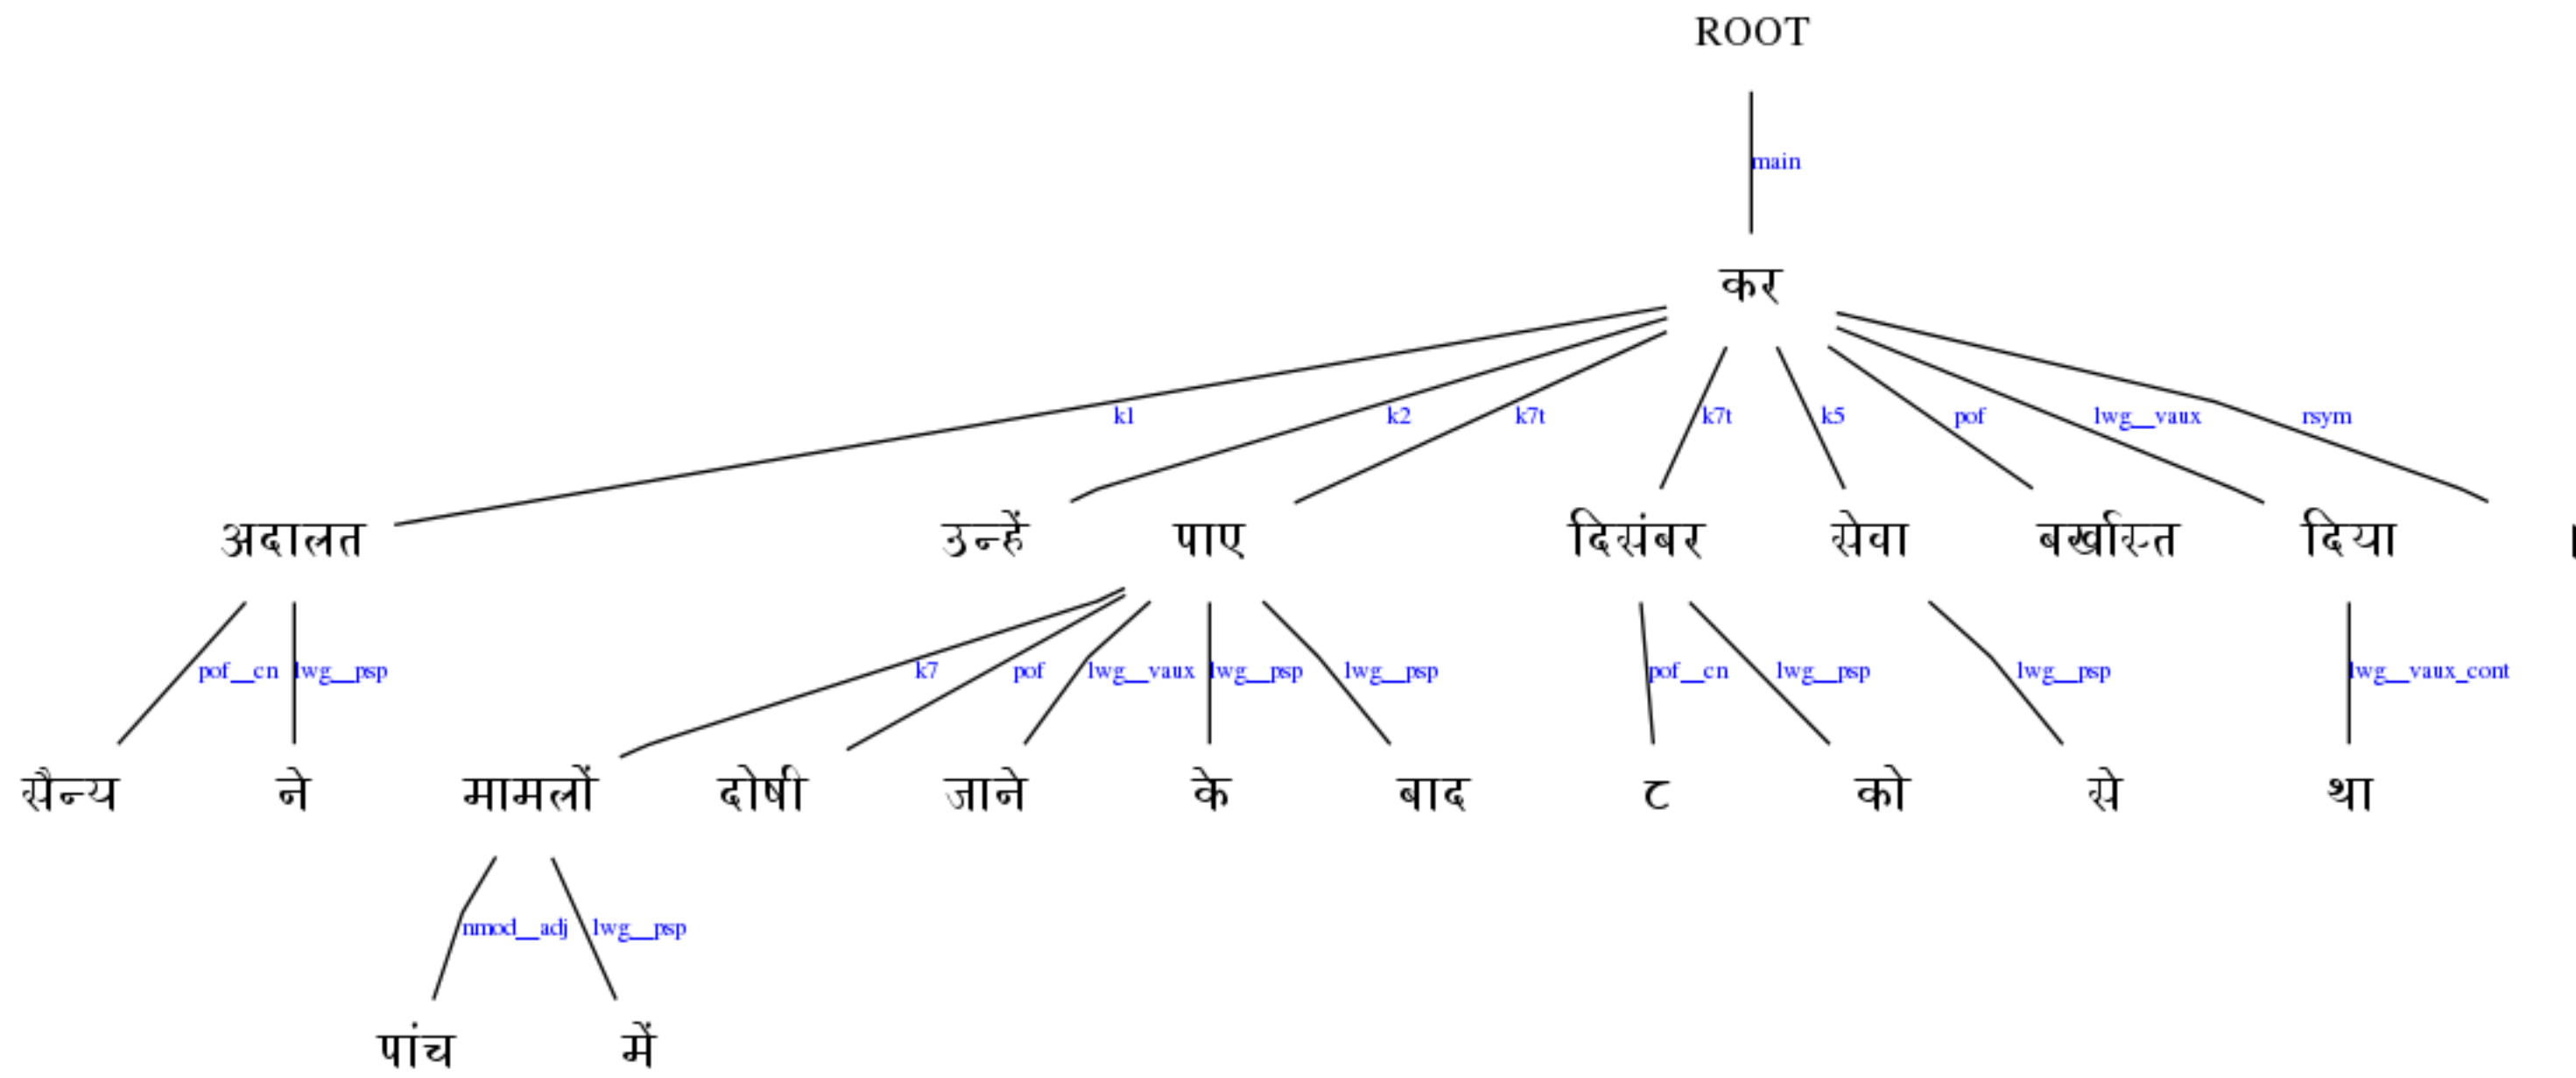 ROOT
main
कर
k1 k2 k7t k7t k5 pof lwg__vaux rsym
अदालत उन्हें पाए दिसंबर सेवा बर्खास्त दिया ।
pof__cn lwg__psp k7 pof lwg__vaux lwg__psp lwg__psp pof__cn lwg__psp lwg__psp lwg__vaux_cont
सैन्य ने मामलों दोषी जाने के बाद ट को से था
nmod__adj lwg__psp
पांच में